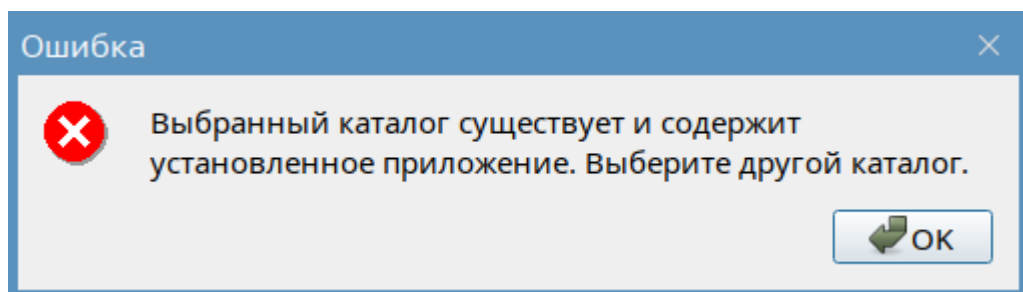 Ошибка
Выбранный каталог существует и содержит
установленное приложение. Выберите другой каталог.
OK